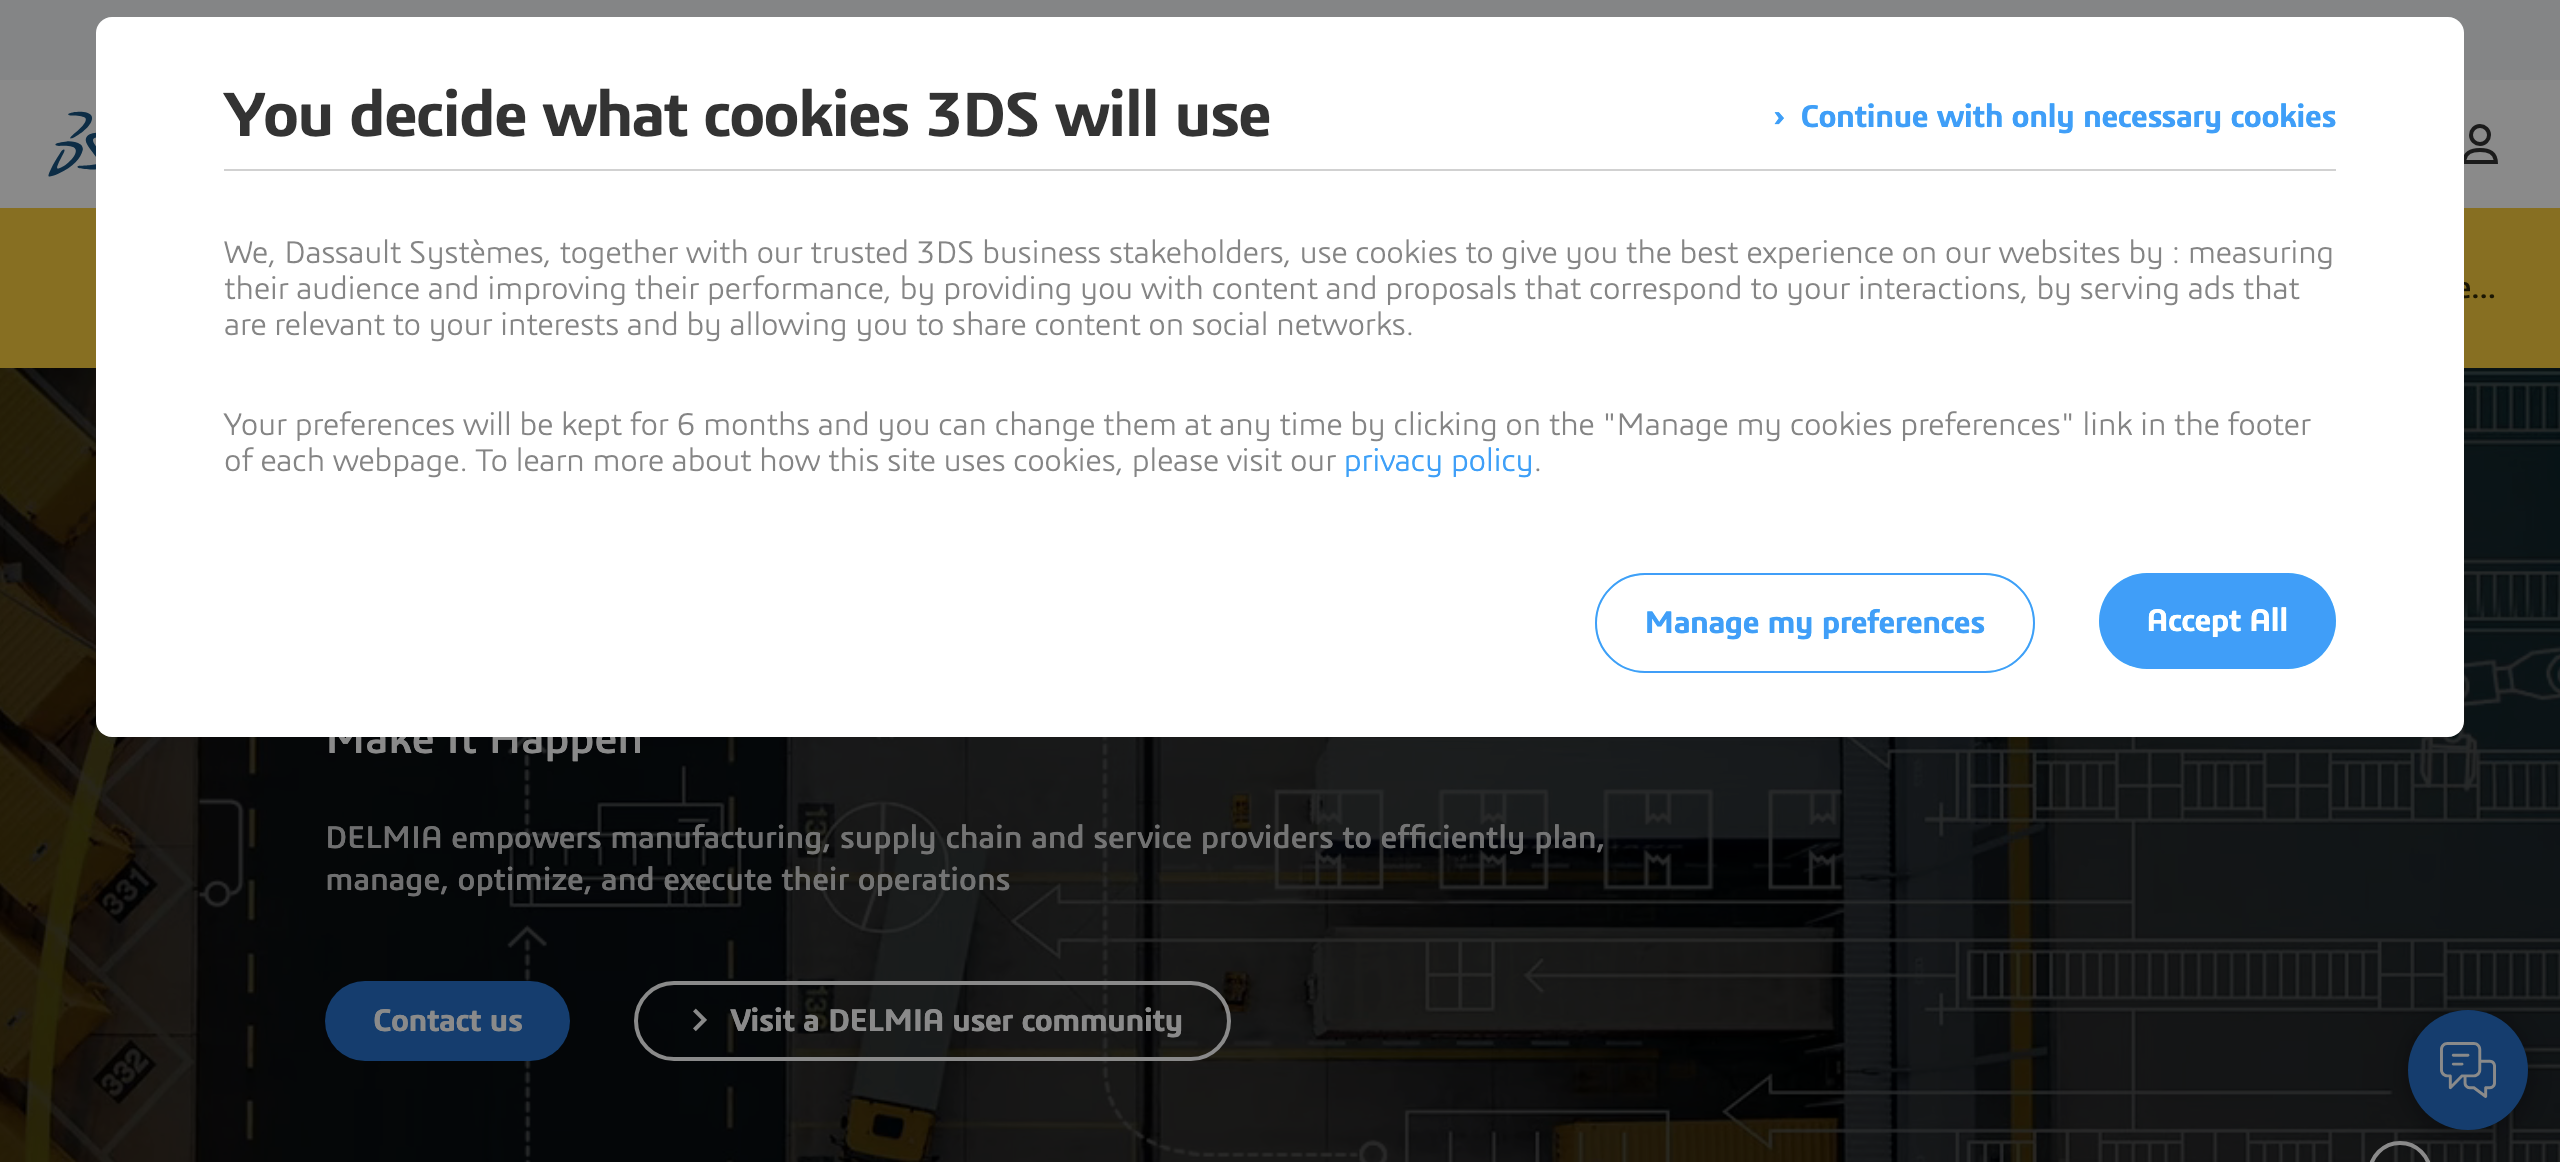 You decide what cookies 3DS will use
› Continue with only necessary cookies
We, Dassault Systèmes, together with our trusted 3DS business stakeholders, use cookies to give you the best experience on our websites by : measuring
their audience and improving their performance, by providing you with content and proposals that correspond to your interactions, by serving ads that
are relevant to your interests and by allowing you to share content on social networks.
Your preferences will be kept for 6 months and you can change them at any time by clicking on the "Manage my cookies preferences" link in the footer
of each webpage. To learn more about how this site uses cookies, please visit our privacy policy.
Manage my preferences
Accept All
Make it Happen
DELMIA empowers manufacturing, supply chain and service providers to efficiently plan,
manage, optimize, and execute their operations
331
Contact us
Visit a DELMIA user community
332